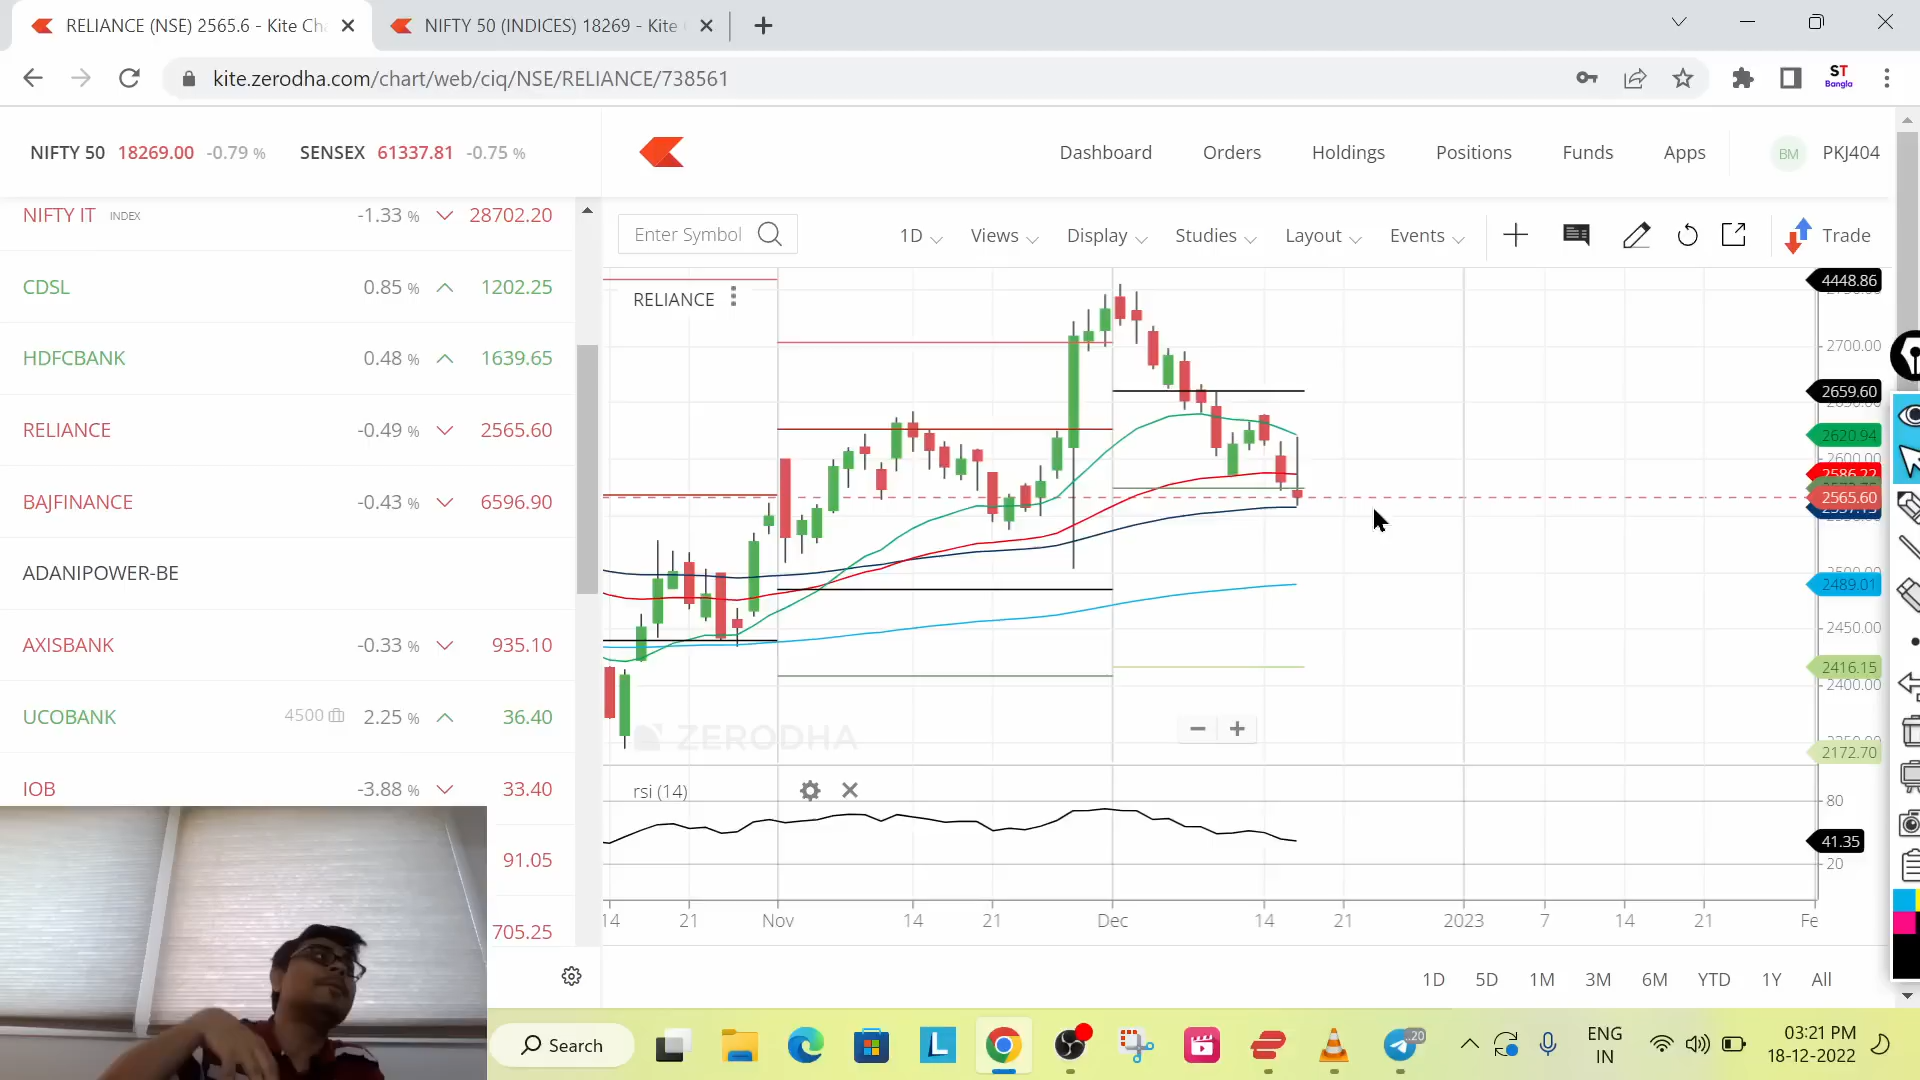 RELIANCE (NSE) 2565.6 - Kite Ch
NIFTY 50 (INDICES) 18269 - Kite
kite.zerodha.com/chart/web/ciq/NSE/RELIANCE/738561
ST
Bangla
NIFTY 50 18269.00 -0.79 % SENSEX 61337.81 -0.75 %
Dashboard Orders Holdings Positions Funds Apps BM PKJ404
NIFTY IT INDEX -1.33 % 28702.20
CDSL 0.85 % 1202.25
HDFCBANK 0.48 % 1639.65
RELIANCE -0.49 % 2565.60
BAJFINANCE -0.43 % 6596.90
ADANIPOWER-BE
AXISBANK -0.33 % 935.10
UCOBANK 4500 2.25 % 36.40
IOB -3.88 % 33.40
91.05
705.25
Enter Symbol 1D Views Display Studies Layout Events Trade
RELIANCE
4448.86
2700.00
2659.60
2620.94
2600.00
2586.22
2565.60
2489.01
2450.00
2416.15
2400.00
2172.70
ZERODHA
rsi (14)
80
41.35
20
14 21 Nov 14 21 Dec 14 21 2023 7 14 21 Fe
1D 5D 1M 3M 6M YTD 1Y All
Search
L
20
ENG
IN
03:21 PM
18-12-2022